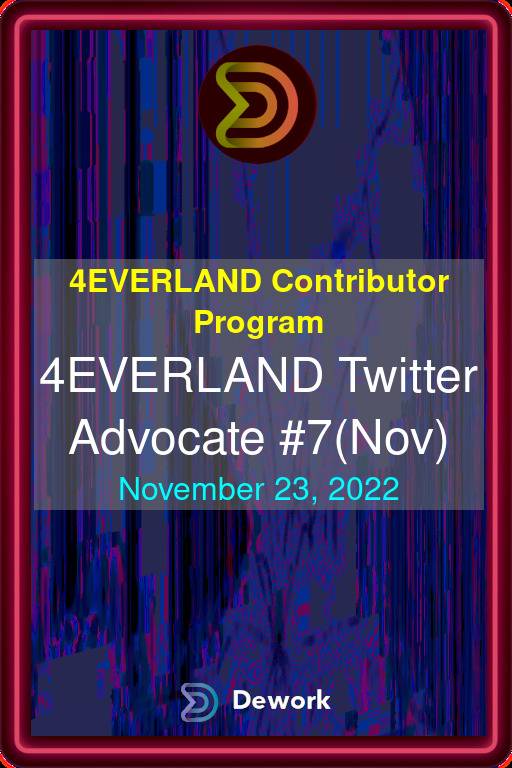 4EVERLAND Contributor
Program
4EVERLAND Twitter
Advocate #7(Nov)
November 23, 2022
Dework